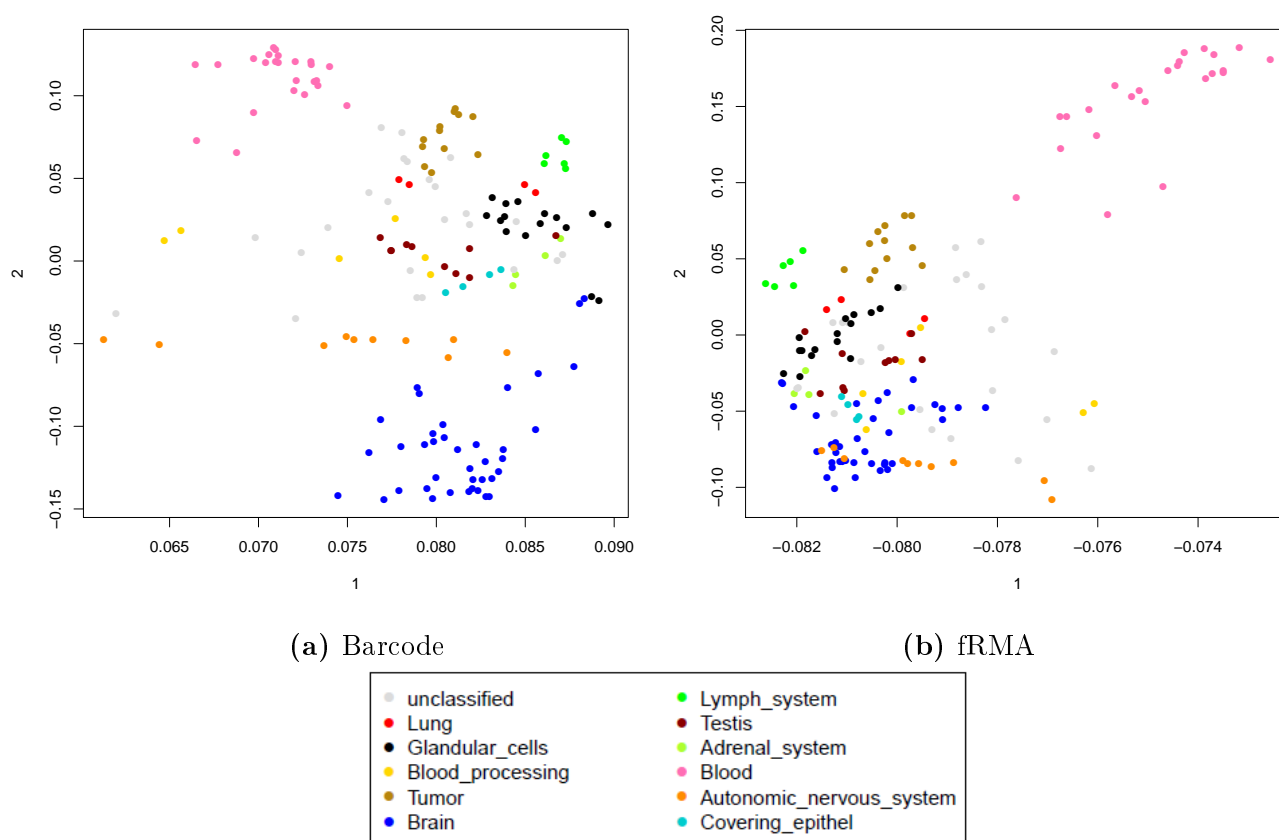 0.10
0.05
0.00
−0.05
−0.10
−0.15
2
0.065 0.070 0.075 0.080 0.085 0.090
1
0.20
0.15
0.10
0.05
0.00
−0.05
−0.10
2
−0.082 −0.080 −0.078 −0.076 −0.074
1
(a) Barcode
(b) fRMA
unclassified
Lung
Glandular_cells
Blood_processing
Tumor
Brain
Lymph_system
Testis
Adrenal_system
Blood
Autonomic_nervous_system
Covering_epithel